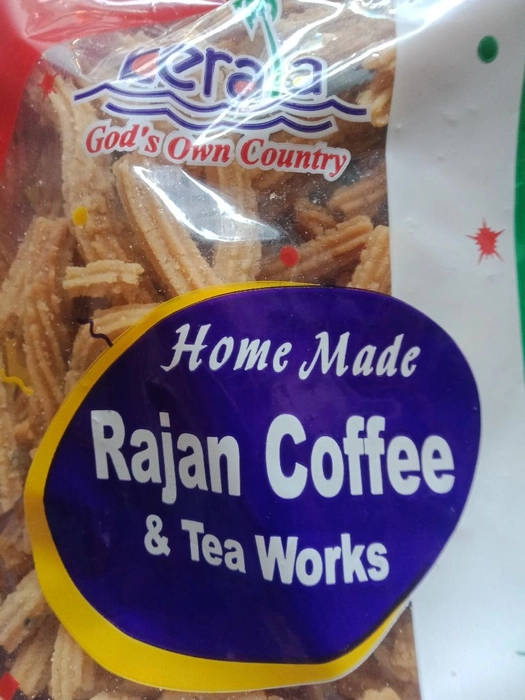 Kerala
God's Own Country
Home Made
Rajan Coffee
& Tea Works